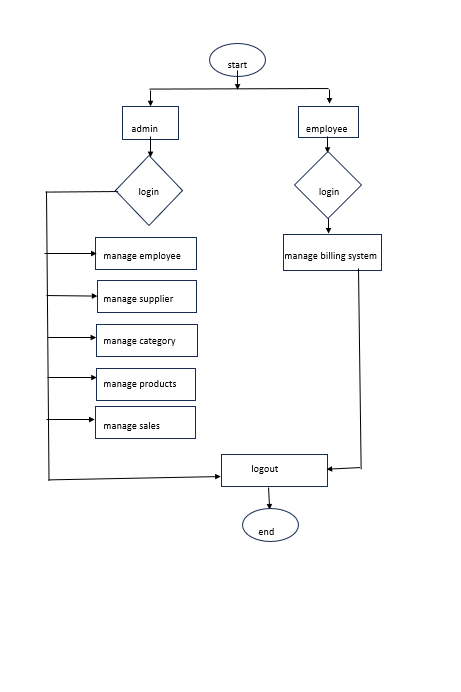 start
admin
employee
login
login
manage employee
manage billing system
manage supplier
manage category
manage products
manage sales
logout
end